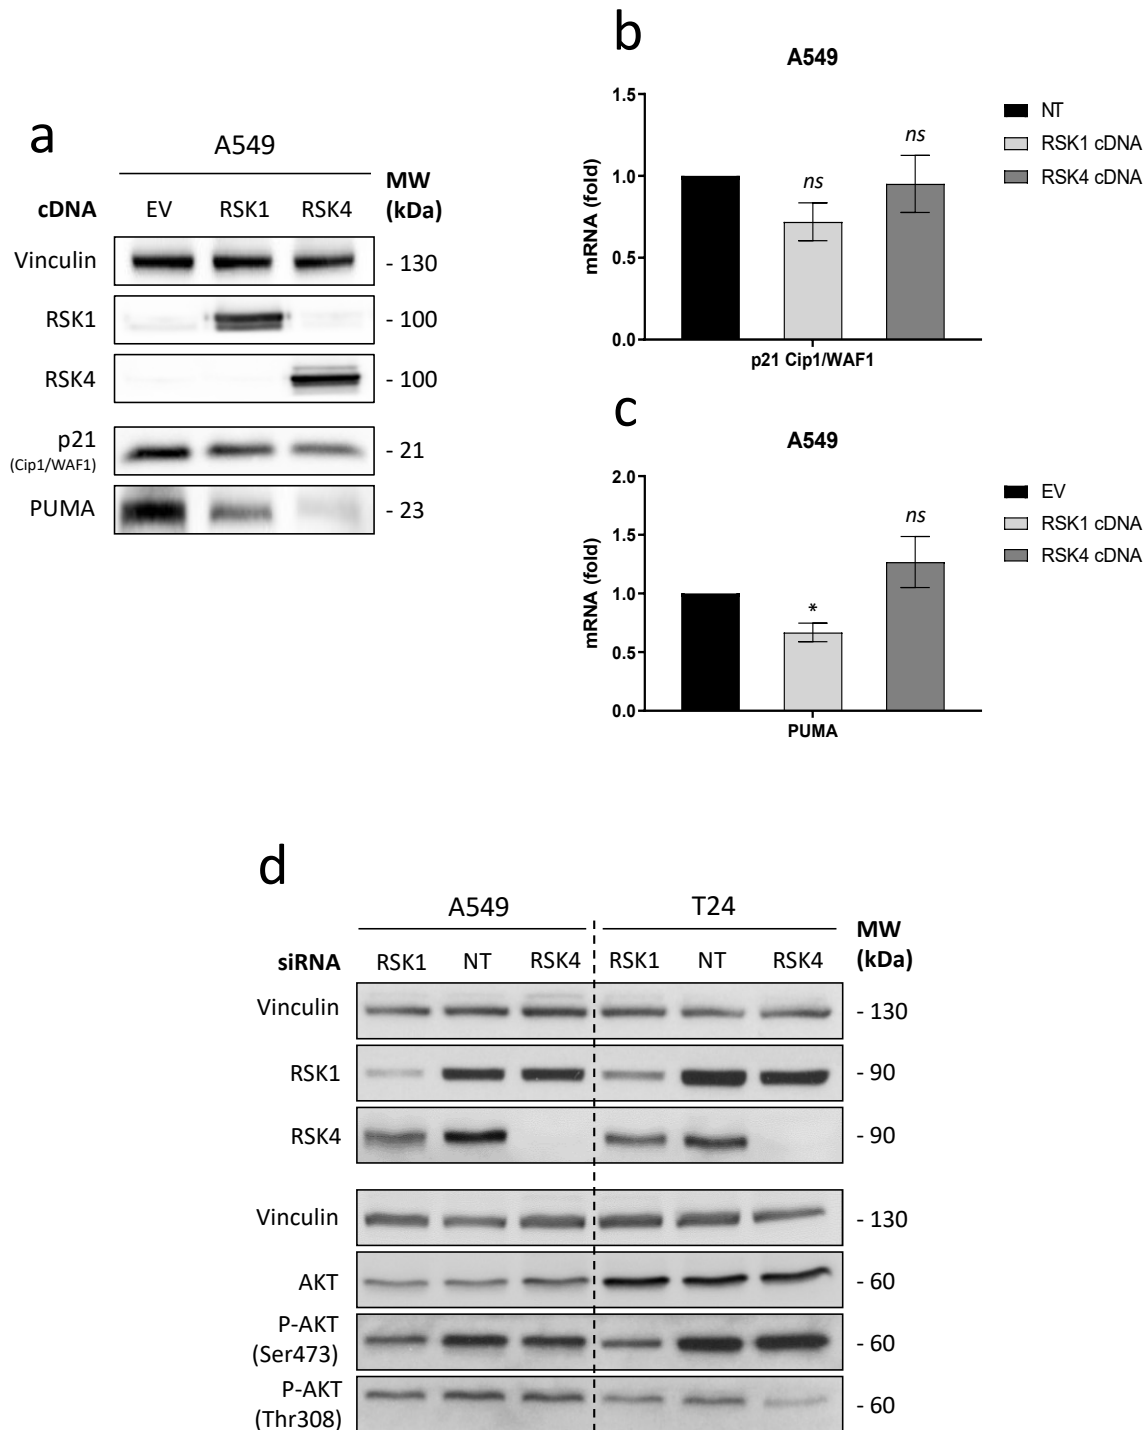 a
A549
MW
(kDa)
cDNA EV RSK1 RSK4
Vinculin - 130
RSK1 - 100
RSK4 - 100
p21
(Cip1/WAF1) - 21
PUMA - 23
b
A549
1.5
1.0
0.5
0.0
mRNA (fold)
ns
ns
p21 Cip1/WAF1
NT
RSK1 cDNA
RSK4 cDNA
c
A549
2.0
1.5
1.0
0.5
0.0
mRNA (fold)
*
ns
PUMA
EV
RSK1 cDNA
RSK4 cDNA
d
A549 T24
MW
(kDa)
siRNA RSK1 NT RSK4 RSK1 NT RSK4
Vinculin - 130
RSK1 - 90
RSK4 - 90
Vinculin - 130
AKT - 60
P-AKT
(Ser473) - 60
P-AKT
(Thr308) - 60